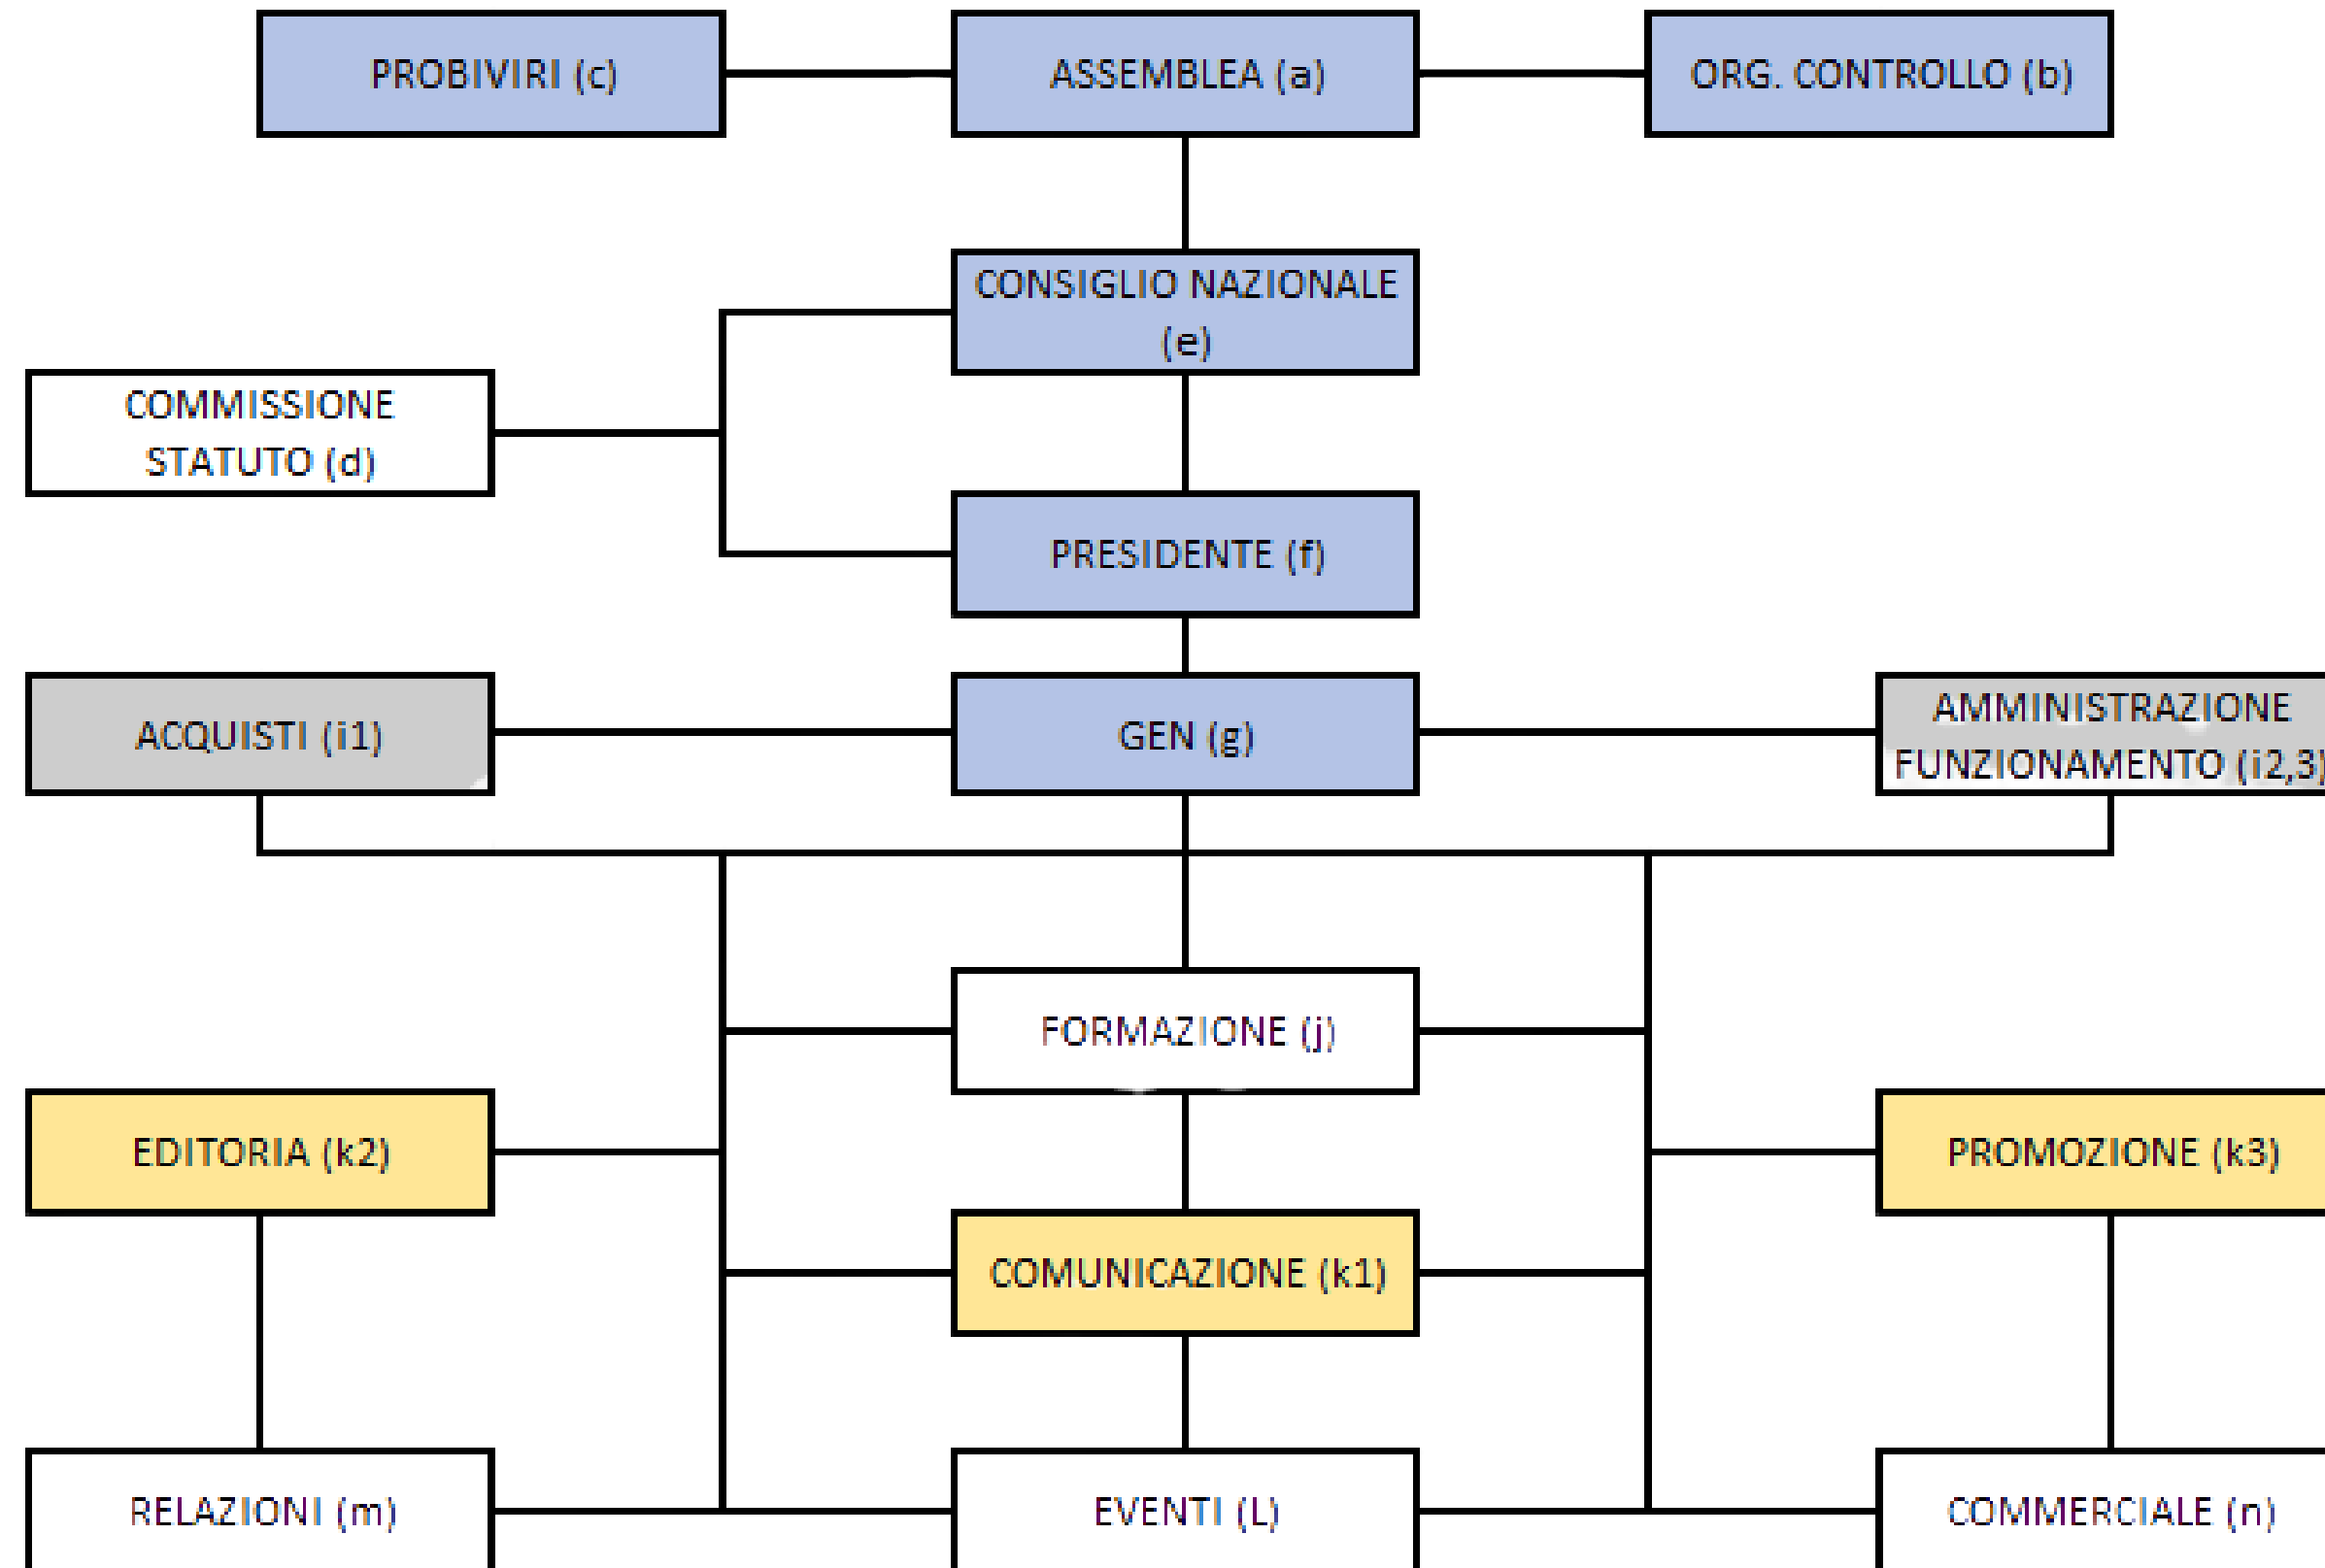 PROBIVIRI (c)
ASSEMBLEA (a)
ORG. CONTROLLO (b)
CONSIGLIO NAZIONALE
(e)
COMMISSIONE
STATUTO (d)
PRESIDENTE (f)
ACQUISTI (i1)
GEN (g)
AMMINISTRAZIONE
FUNZIONAMENTO (i2,3)
FORMAZIONE (j)
EDITORIA (k2)
PROMOZIONE (k3)
COMUNICAZIONE (k1)
RELAZIONI (m)
EVENTI (L)
COMMERCIALE (n)